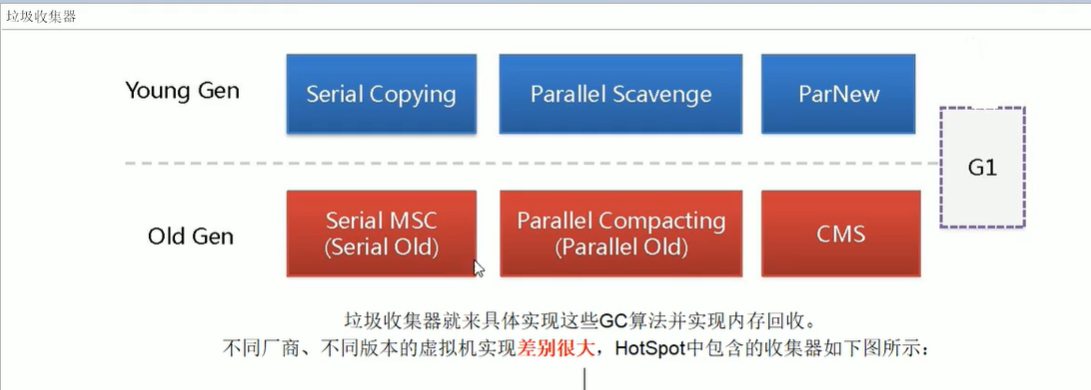 垃圾收集器
Young Gen
Serial Copying
Parallel Scavenge
ParNew
G1
Old Gen
Serial MSC
(Serial Old)
Parallel Compacting
(Parallel Old)
CMS
垃圾收集器就来具体实现这些GC算法并实现内存回收。
不同厂商、不同版本的虚拟机实现差别很大，HotSpot中包含的收集器如下图所示：